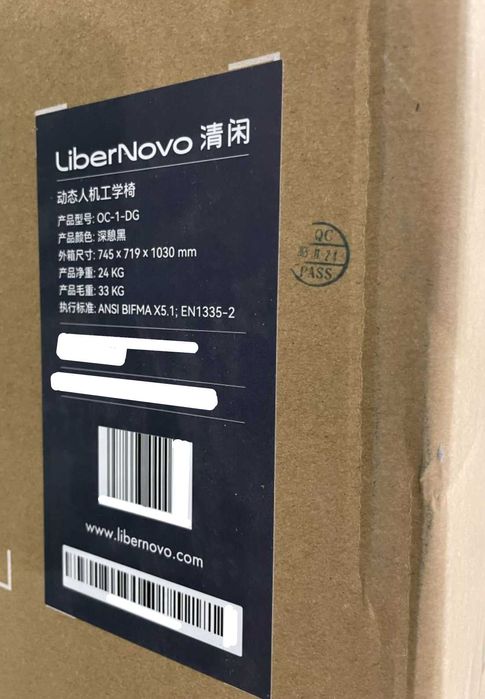 LiberNovo 清闲
动态人机工学椅
产品型号: OC-1-DG
产品颜色: 深憩黑
外箱尺寸: 745 x 719 x 1030 mm
产品净重: 24 KG
产品毛重: 33 KG
执行标准: ANSI BIFMA X5.1; EN1335-2
QC
PASS
www.libernovo.com